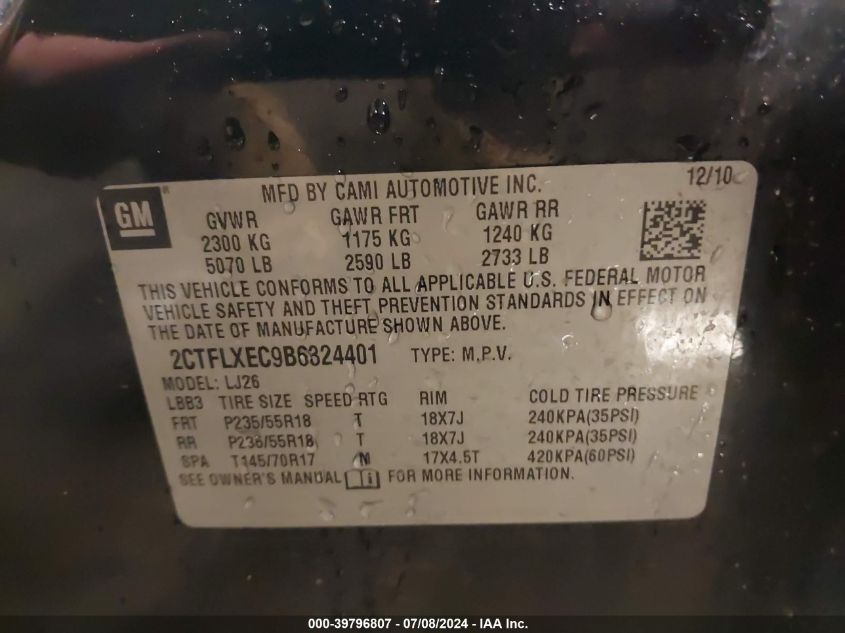 12/10
GM ®
MFD BY CAMI AUTOMOTIVE INC.
GVWR GAWR FRT GAWR RR
2300 KG 1175 KG 1240 KG
5070 LB 2590 LB 2733 LB
THIS VEHICLE CONFORMS TO ALL APPLICABLE U.S. FEDERAL MOTOR
VEHICLE SAFETY AND THEFT PREVENTION STANDARDS IN EFFECT ON
THE DATE OF MANUFACTURE SHOWN ABOVE.
2CTFLXEC9B6324401 TYPE: M.P.V.
MODEL: LJ26
LBB3 TIRE SIZE SPEED RTG RIM COLD TIRE PRESSURE
FRT P235/55R18 T 18X7J 240KPA(35PSI)
RR P235/55R18 T 18X7J 240KPA(35PSI)
SPA T145/70R17 M 17X4.5T 420KPA(60PSI)
SEE OWNER'S MANUAL i FOR MORE INFORMATION.
000-39796807 - 07/08/2024 - IAA Inc.